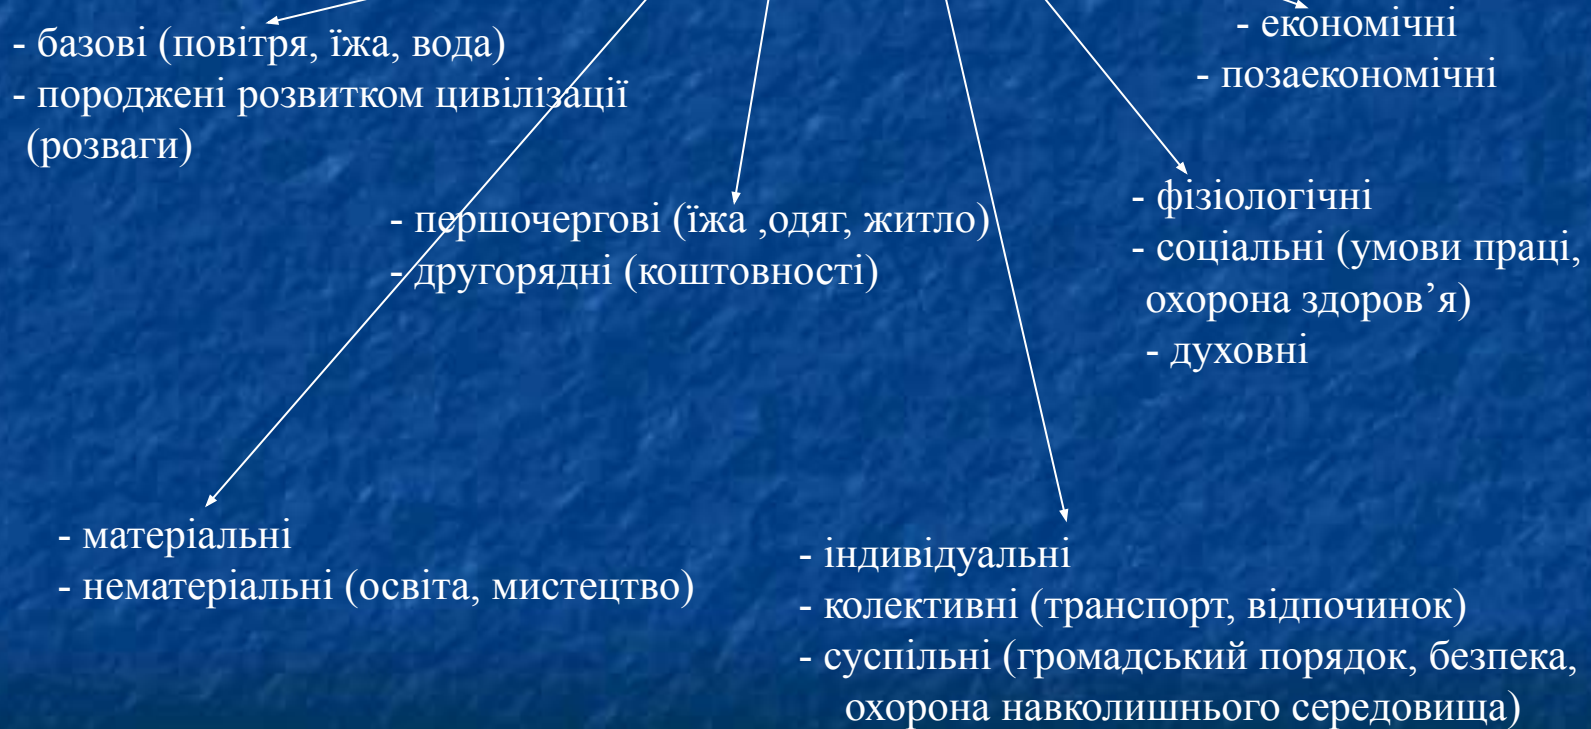 - базові (повітря, їжа, вода)
- породжені розвитком цивілізації
(розваги)
- економічні
- позаекономічні
- першочергові (їжа ,одяг, житло)
- другорядні (коштовності)
- фізіологічні
- соціальні (умови праці,
охорона здоров’я)
- духовні
- матеріальні
- нематеріальні (освіта, мистецтво)
- індивідуальні
- колективні (транспорт, відпочинок)
- суспільні (громадський порядок, безпека,
охорона навколишнього середовища)